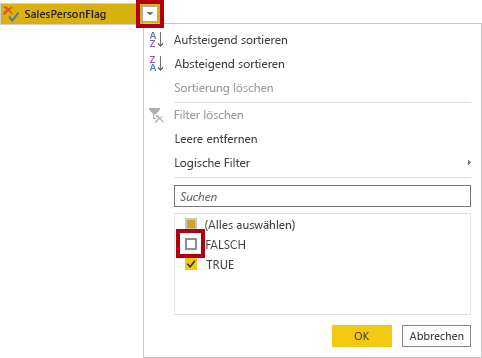 SalesPersonFlag
Aufsteigend sortieren
Absteigend sortieren
Sortierung löschen
Filter löschen
Leere entfernen
Logische Filter
Suchen
(Alles auswählen)
FALSCH
TRUE
OK Abbrechen